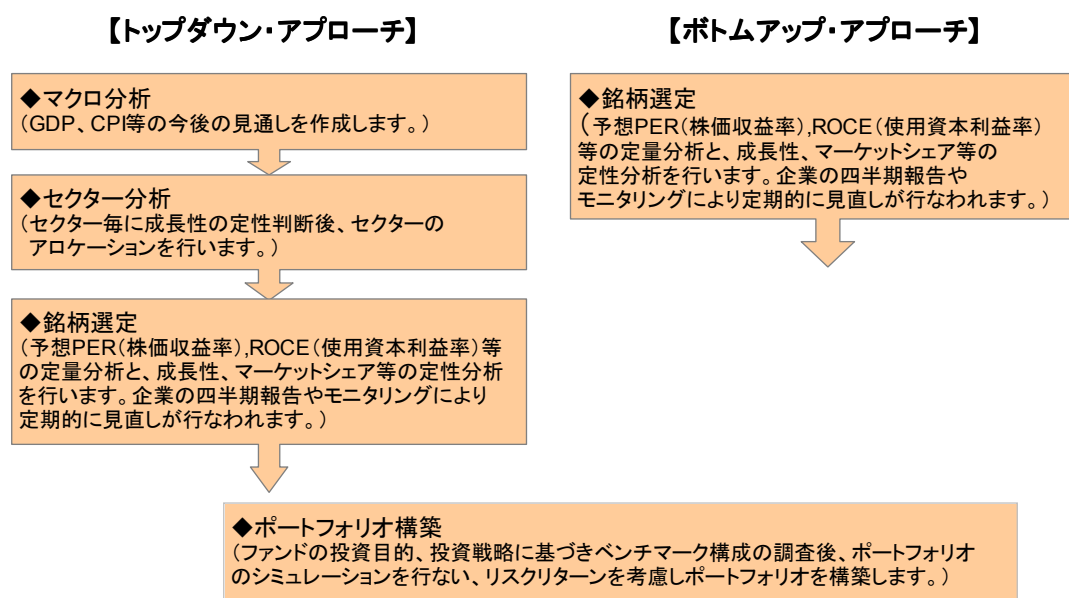 【トップダウン・アプローチ】
◆マクロ分析
(GDP、CPI等の今後の見通しを作成します。)
◆セクター分析
(セクター毎に成長性の定性判断後、セクターの
アロケーションを行います。)
◆銘柄選定
(予想PER(株価収益率),ROCE(使用資本利益率)等
の定量分析と、成長性、マーケットシェア等の定性分析
を行います。企業の四半期報告やモニタリングにより
定期的に見直しが行なわれます。)
【ボトムアップ・アプローチ】
◆銘柄選定
(予想PER(株価収益率),ROCE(使用資本利益率)
等の定量分析と、成長性、マーケットシェア等の
定性分析を行います。企業の四半期報告や
モニタリングにより定期的に見直しが行なわれます。)
◆ポートフォリオ構築
(ファンドの投資目的、投資戦略に基づきベンチマーク構成の調査後、ポートフォリオ
のシミュレーションを行ない、リスクリターンを考慮しポートフォリオを構築します。)